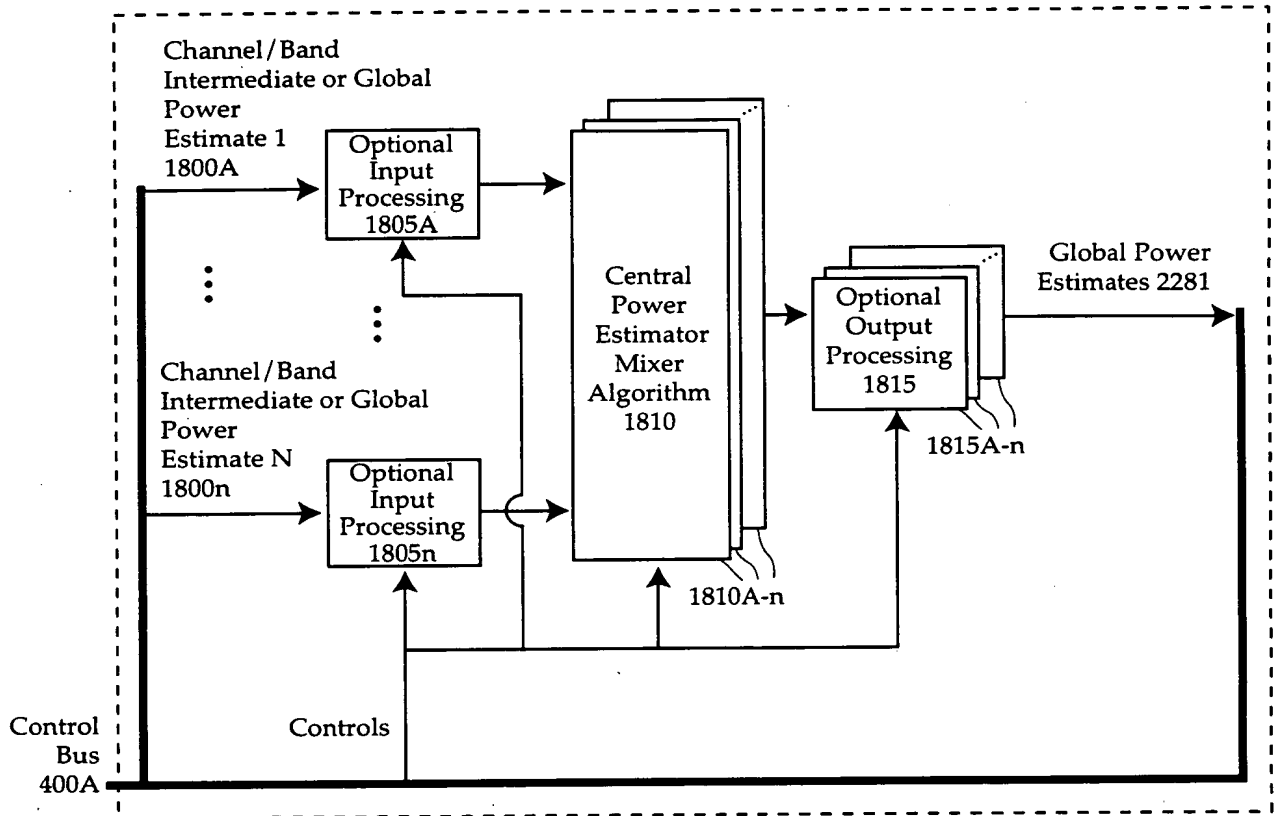 Channel/Band
Intermediate or Global
Power
Estimate 1
1800A
Optional
Input
Processing
1805A
Central
Power
Estimator
Mixer
Algorithm
1810
Optional
Output
Processing
1815
Global Power
Estimates 2281
Channel/Band
Intermediate or Global
Power
Estimate N
1800n
Optional
Input
Processing
1805n
1815A-n
1810A-n
Controls
Control
Bus
400A